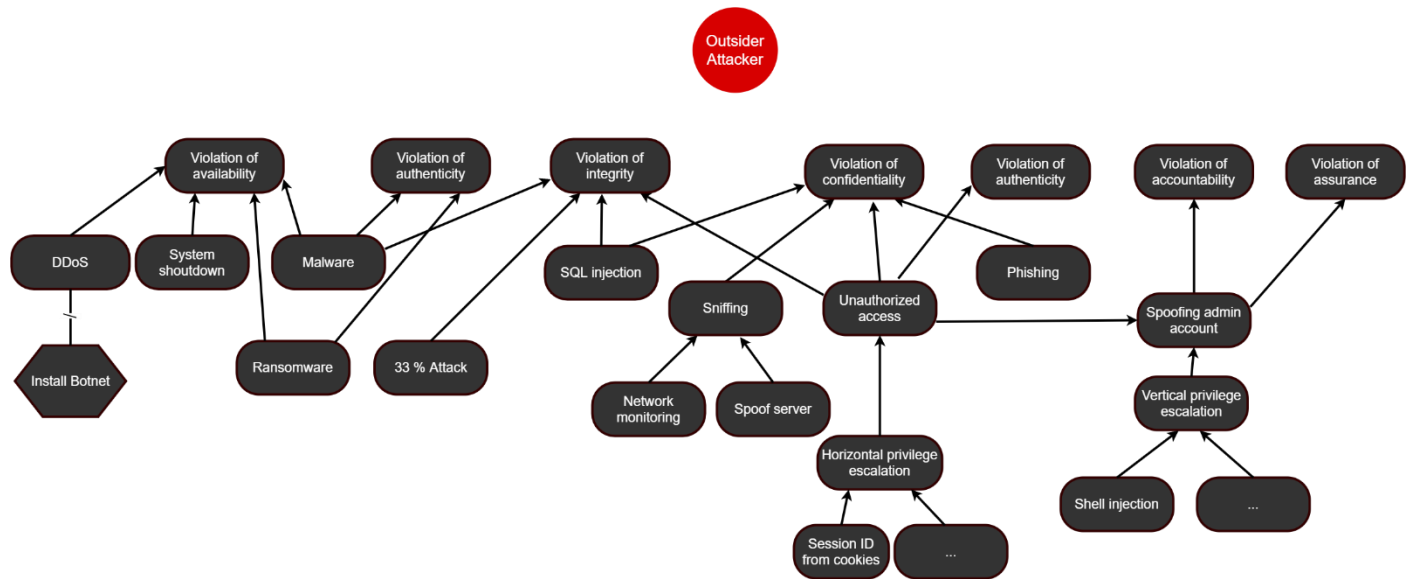 Outsider
Attacker
Violation of
availability
Violation of
authenticity
Violation of
integrity
Violation of
confidentiality
Violation of
authenticity
Violation of
accountability
Violation of
assurance
DDoS
System
shoutdown
Malware
SQL injection
Phishing
Sniffing
Unauthorized
access
Spoofing admin
account
Install Botnet
Ransomware
33 % Attack
Network
monitoring
Spoof server
Vertical privilege
escalation
Horizontal privilege
escalation
Shell injection
...
Session ID
from cookies
...